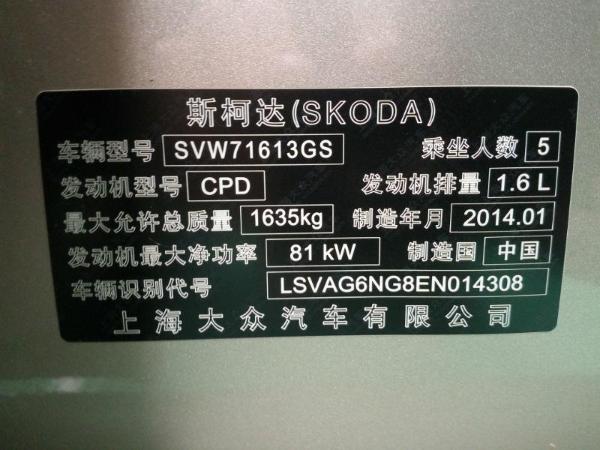 斯柯达(SKODA)
车辆型号 SVW71613GS 乘坐人数 5
发动机型号 CPD 发动机排量 1.6 L
最大允许总质量 1635kg 制造年月 2014.01
发动机最大净功率 81 kW 制造国 中国
车辆识别代号 LSVAG6NG8EN014308
上海大众汽车有限公司